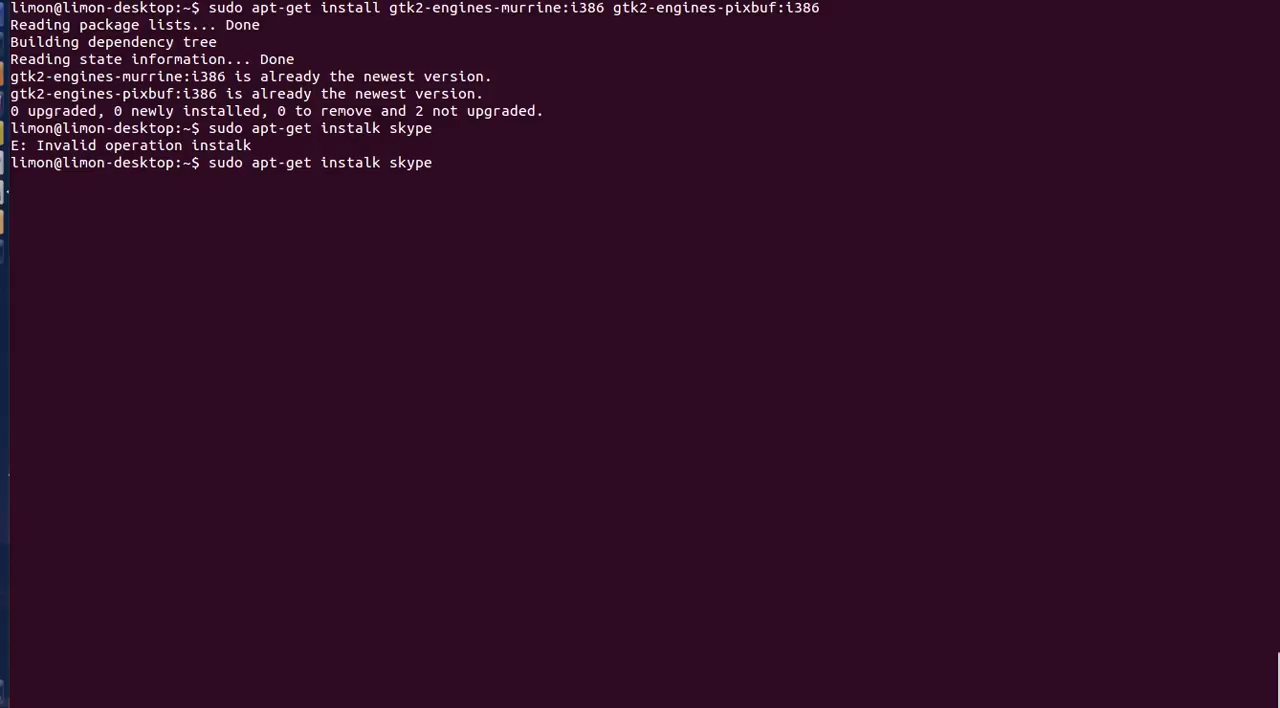 limon@limon-desktop:~$ sudo apt-get install gtk2-engines-murrine:i386 gtk2-engines-pixbuf:i386
Reading package lists... Done
Building dependency tree
Reading state information... Done
gtk2-engines-murrine:i386 is already the newest version.
gtk2-engines-pixbuf:i386 is already the newest version.
0 upgraded, 0 newly installed, 0 to remove and 2 not upgraded.
limon@limon-desktop:~$ sudo apt-get instalk skype
E: Invalid operation instalk
limon@limon-desktop:~$ sudo apt-get instalk skype